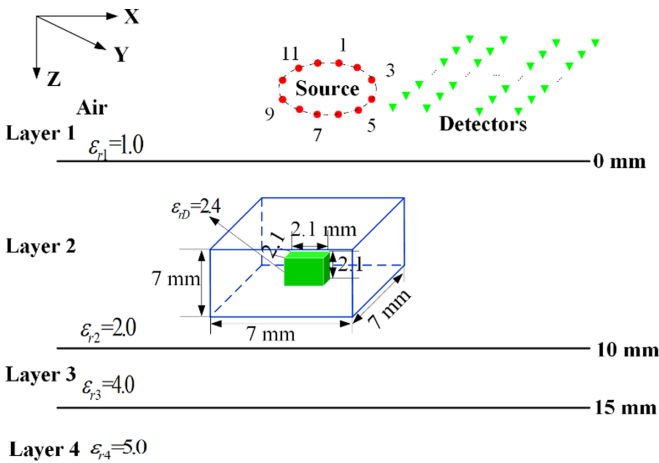 X
Y
Z
Air
Layer 1
εr1=1.0
11
1
3
Source
9
7
5
Detectors
0 mm
Layer 2
εrD=2.4
2.1 mm
2.1
2.1
7 mm
7 mm
7 mm
εr2=2.0
10 mm
Layer 3
εr3=4.0
15 mm
Layer 4 εr4=5.0